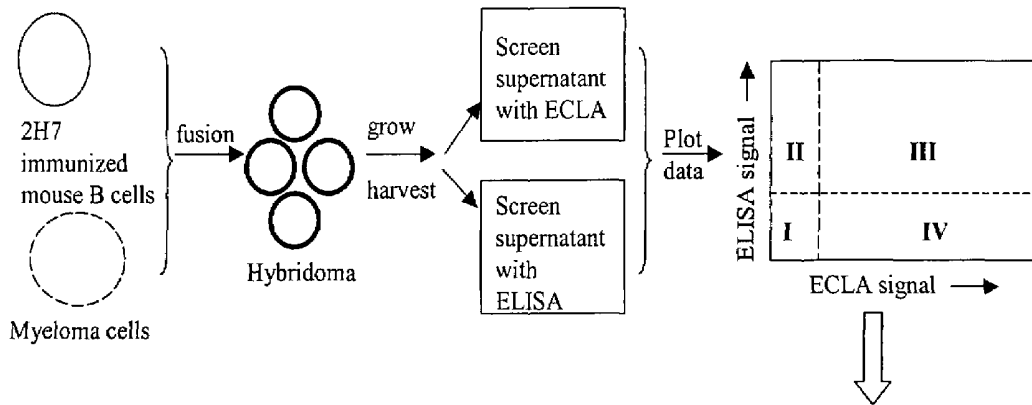 2H7
immunized
mouse B cells
Myeloma cells
fusion
Hybridoma
grow
harvest
Screen
supernatant
with ECLA
Screen
supernatant
with
ELISA
Plot
data
ELISA signal
II
III
I
IV
ECLA signal